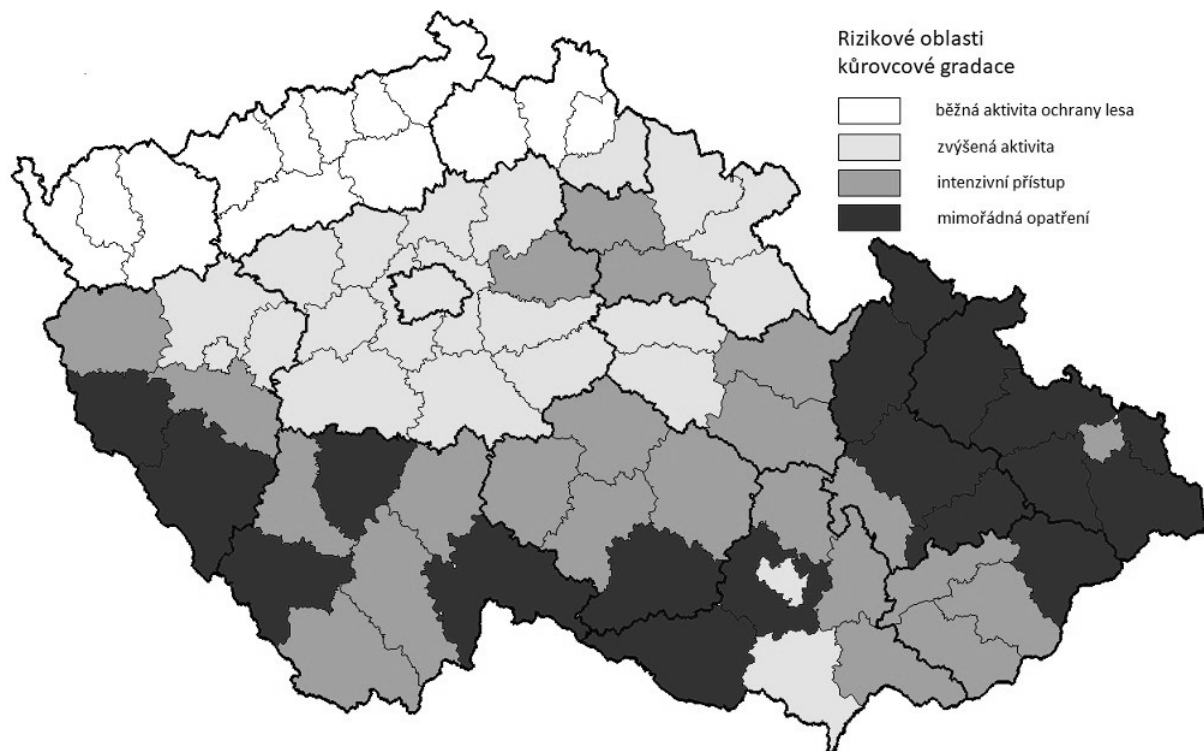 Rizikové oblasti
kůrovcové gradace
běžná aktivita ochrany lesa
zvýšená aktivita
intenzivní přístup
mimořádná opatření